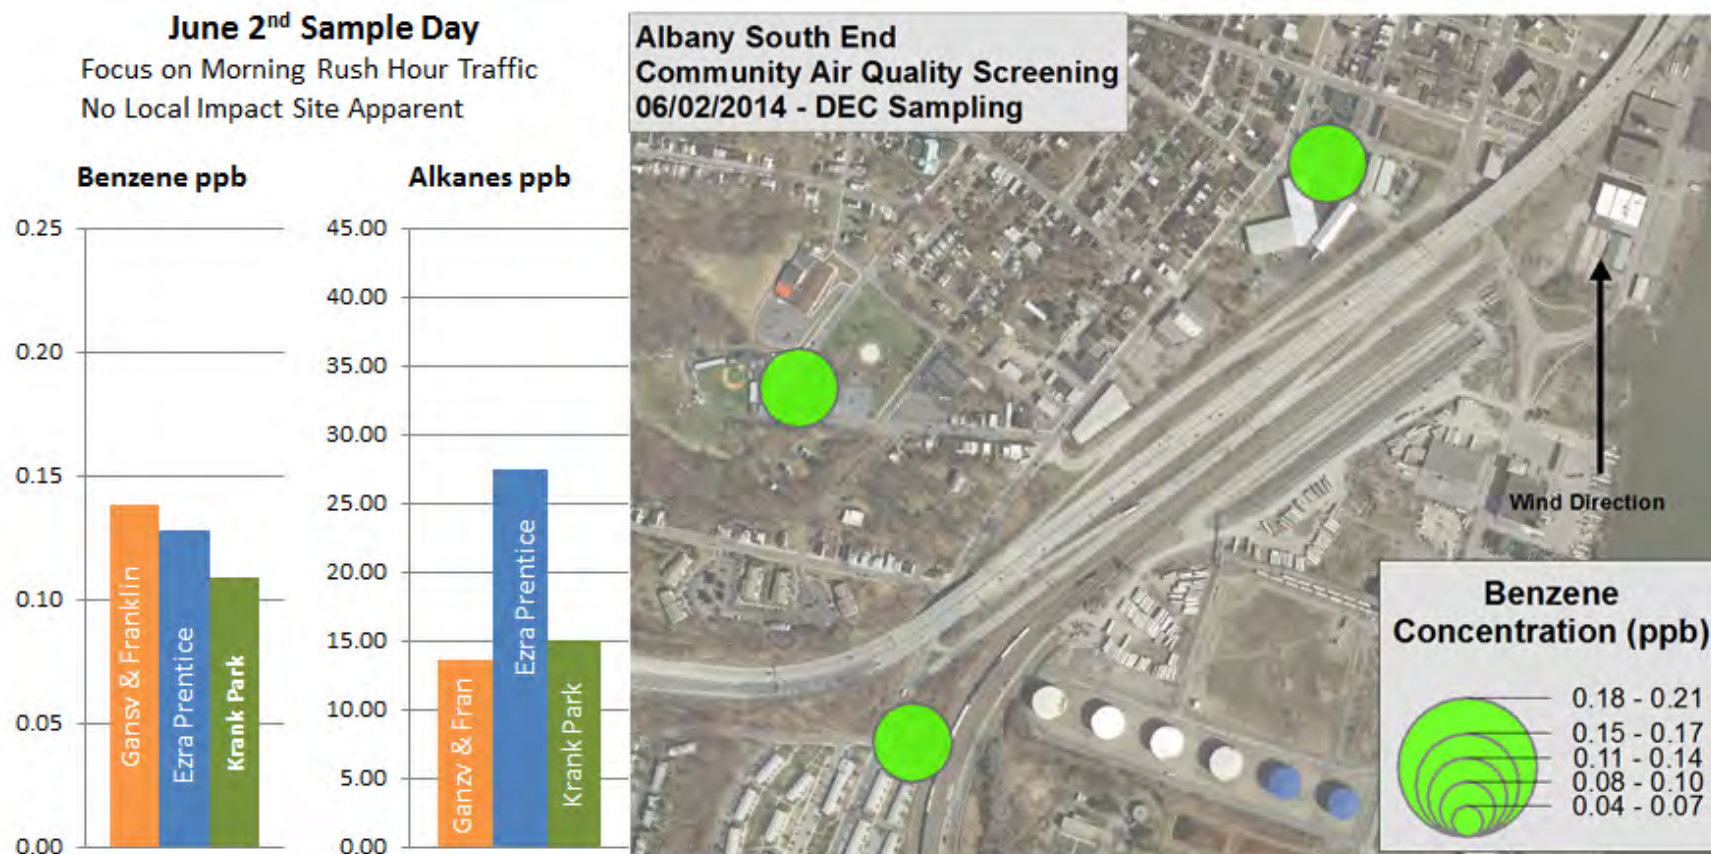 June 2nd Sample Day
Focus on Morning Rush Hour Traffic
No Local Impact Site Apparent
Benzene ppb
0.25
0.20
0.15
0.10
0.05
0.00
Gansv & Franklin
Ezra Prentice
Krank Park
Alkanes ppb
45.00
40.00
35.00
30.00
25.00
20.00
15.00
10.00
5.00
0.00
Ganzv & Fran
Ezra Prentice
Krank Park
Albany South End
Community Air Quality Screening
06/02/2014 - DEC Sampling
Wind Direction
Benzene
Concentration (ppb)
0.18 - 0.21
0.15 - 0.17
0.11 - 0.14
0.08 - 0.10
0.04 - 0.07